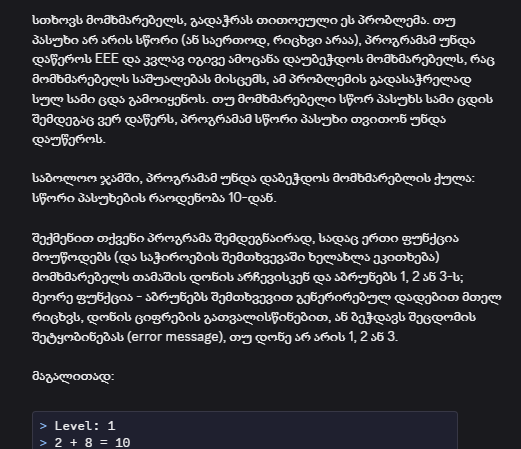 სთხოვს მომხმარებელს, გადაჭრას თითოეული ეს პრობლემა. თუ
პასუხი არ არის სწორი (ან საერთოდ, რიცხვი არაა), პროგრამამ უნდა
დაწეროს EEE და კვლავ იგივე ამოცანა დაუბეჭდოს მომხმარებელს, რაც
მომხმარებელს საშუალებას მისცემს, ამ პრობლემის გადასაჭრელად
სულ სამი ცდა გამოიყენოს. თუ მომხმარებელი სწორ პასუხს სამი ცდის
შემდეგაც ვერ დაწერს, პროგრამამ სწორი პასუხი თვითონ უნდა
დაუწეროს.
საბოლოო ჯამში, პროგრამამ უნდა დაბეჭდოს მომხმარებლის ქულა:
სწორი პასუხების რაოდენობა 10-დან.
შექმენით თქვენი პროგრამა შემდეგნაირად, სადაც ერთი ფუნქცია
მოუწოდებს (და საჭიროების შემთხვევაში ხელახლა ეკითხება)
მომხმარებელს თამაშის დონის არჩევისკენ და აბრუნებს 1, 2 ან 3-ს;
მეორე ფუნქცია - აბრუნებს შემთხვევით გენერირებულ დადებით მთელ
რიცხვს, დონის ციფრების გათვალისწინებით, ან ბეჭდავს შეცდომის
შეტყობინებას (error message), თუ დონე არ არის 1, 2 ან 3.
მაგალითად:
> Level: 1
> 2 + 8 = 10